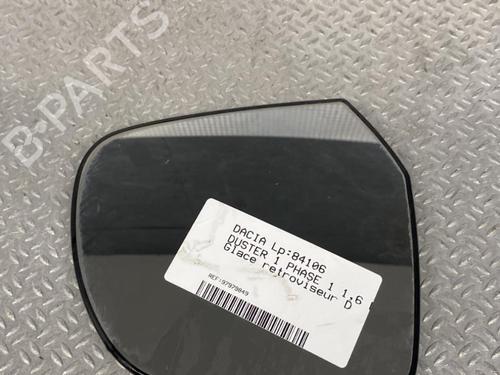 B-PARTS
DACIA Lp:84106
DUSTER 1 PHASE 1 1.6
Glace retroviseur D
REF:97979849